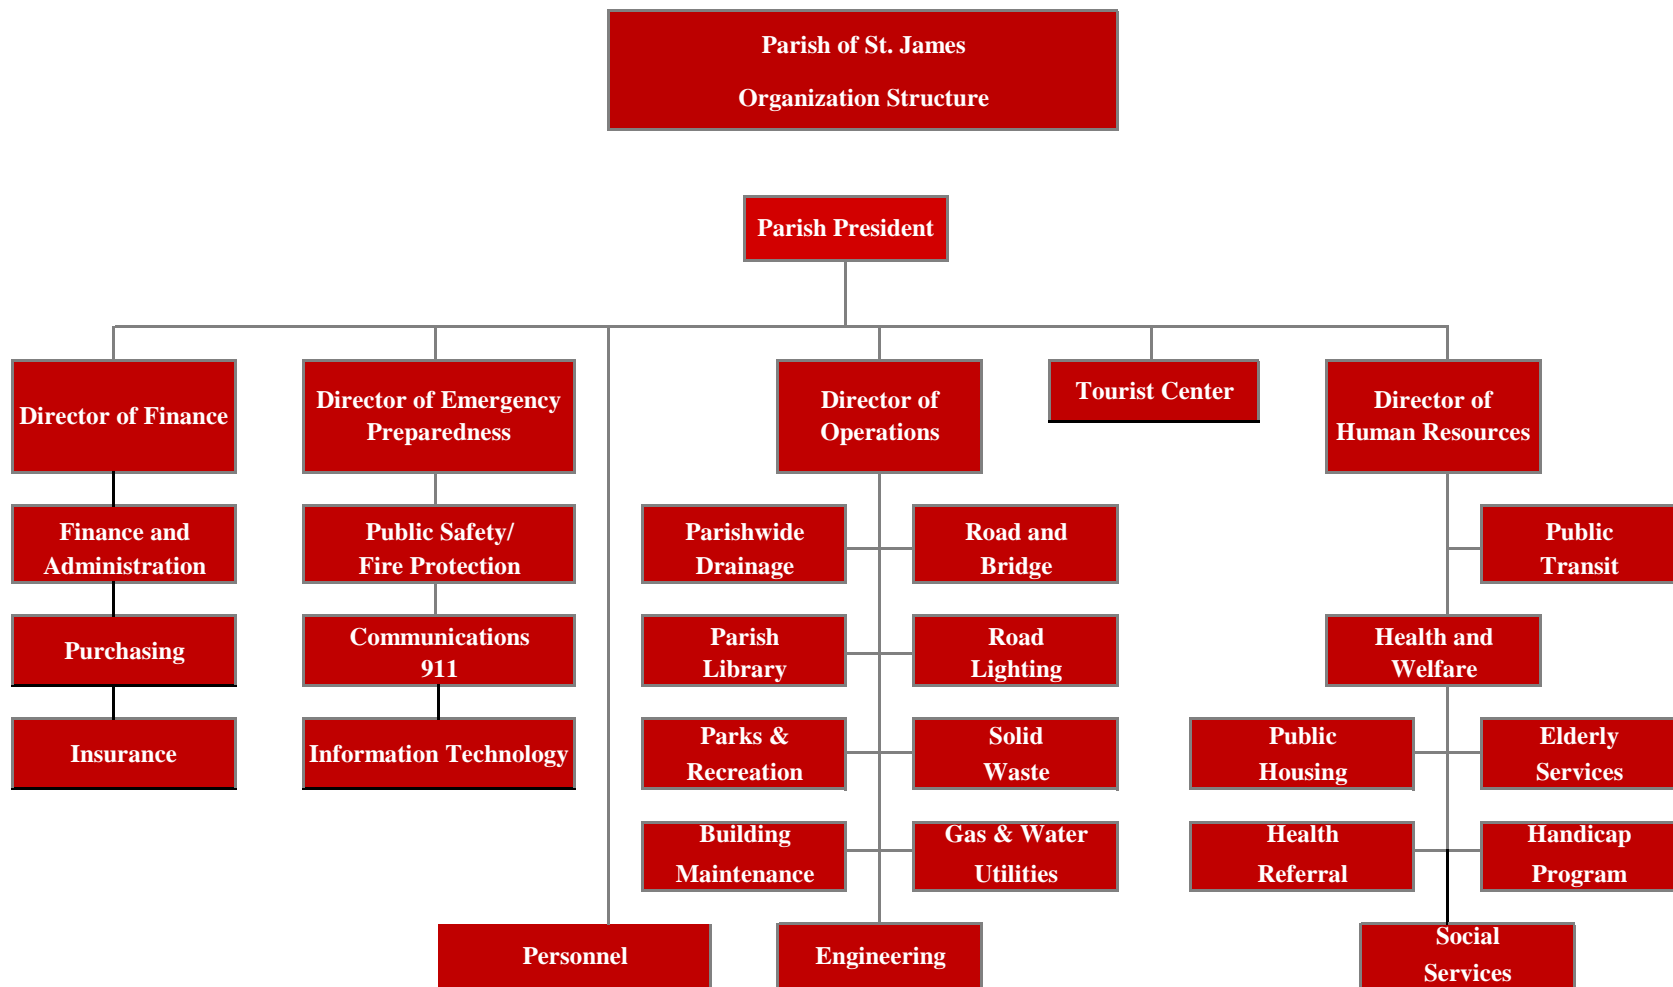 Parish of St. James
Organization Structure
Parish President
Director of Finance
Director of Emergency
Preparedness
Director of
Operations
Tourist Center
Director of
Human Resources
Finance and
Administration
Public Safety/
Fire Protection
Parishwide
Drainage
Road and
Bridge
Public
Transit
Purchasing
Communications
911
Parish
Library
Road
Lighting
Health and
Welfare
Insurance
Information Technology
Parks &
Recreation
Solid
Waste
Public
Housing
Elderly
Services
Building
Maintenance
Gas & Water
Utilities
Health
Referral
Handicap
Program
Personnel
Engineering
Social
Services